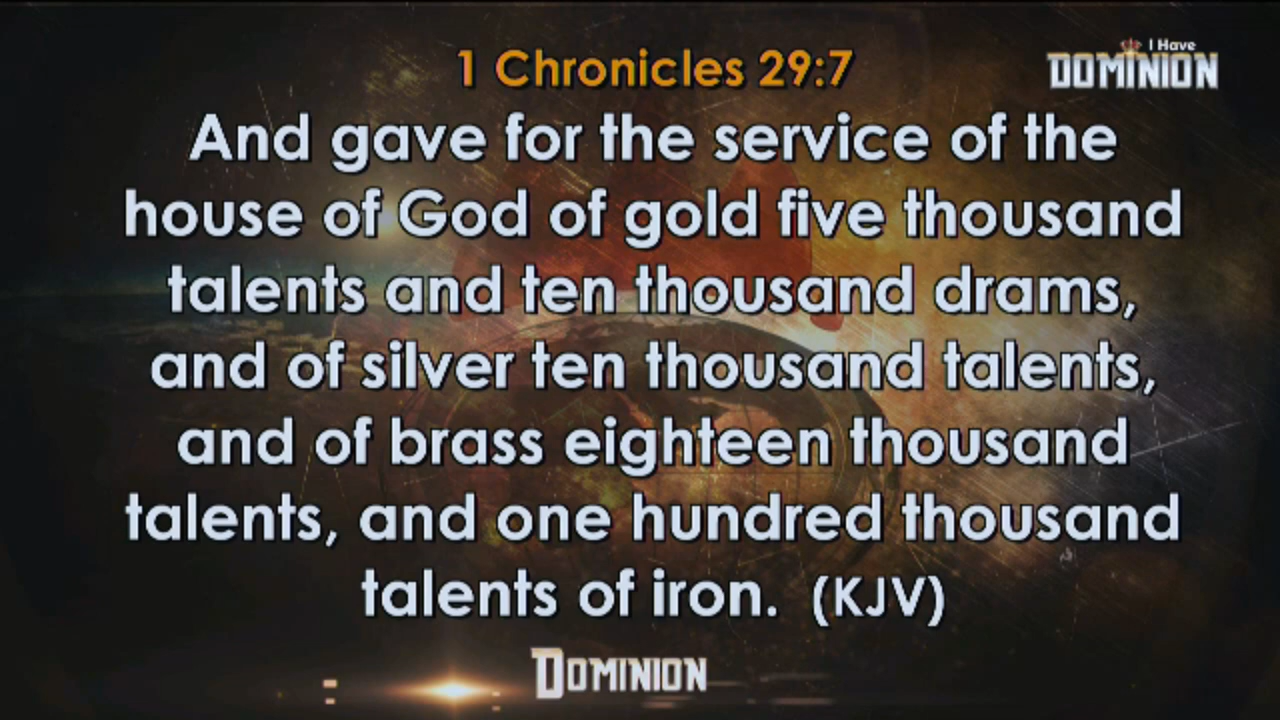 1 Chronicles 29:7
I Have
DOMINION
And gave for the service of the
house of God of gold five thousand
talents and ten thousand drams,
and of silver ten thousand talents,
and of brass eighteen thousand
talents, and one hundred thousand
talents of iron. (KJV)
DOMINION